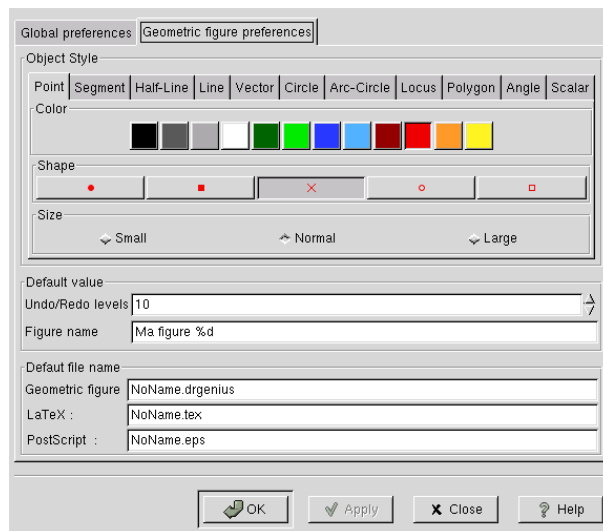 Global preferences Geometric figure preferences
Object Style
Point Segment Half-Line Line Vector Circle Arc-Circle Locus Polygon Angle Scalar
Color
Shape
Size
Small Normal Large
Default value
Undo/Redo levels 10
Figure name Ma figure %d
Defaut file name
Geometric figure NoName.drgenius
LaTeX : NoName.tex
PostScript : NoName.eps
OK Apply Close Help